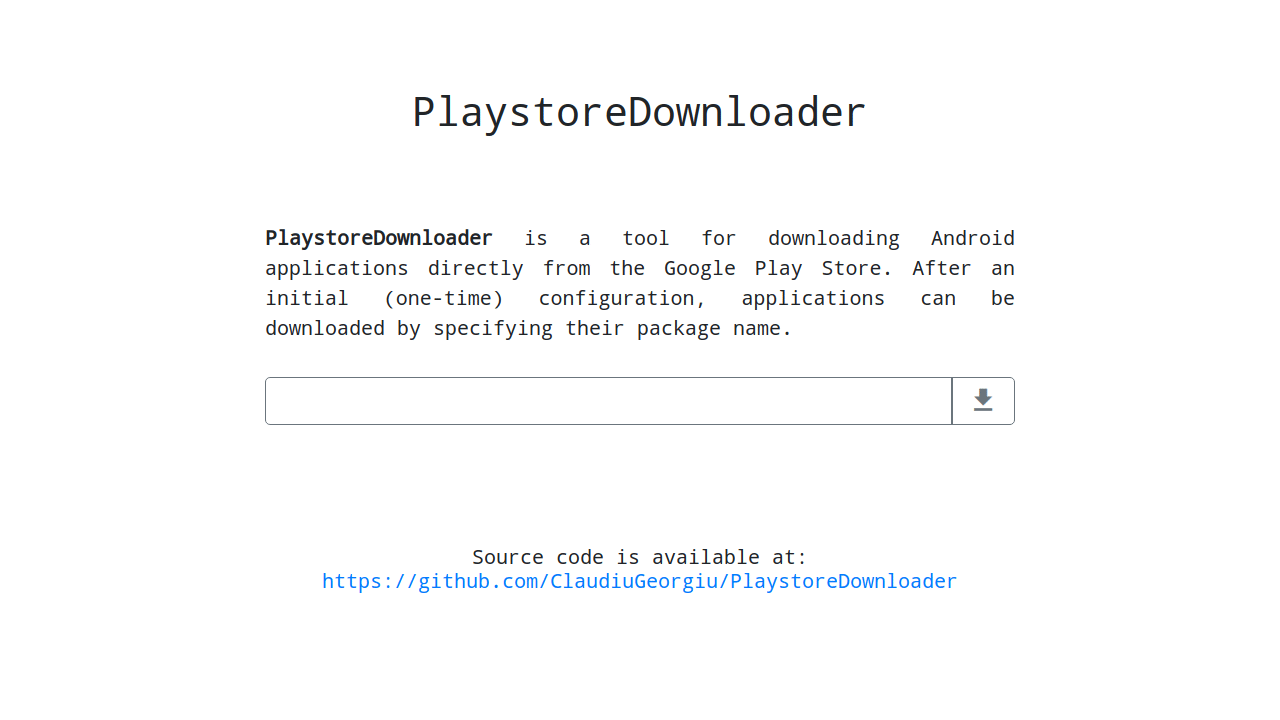 PlaystoreDownloader
PlaystoreDownloader is a tool for downloading Android
applications directly from the Google Play Store. After an
initial (one-time) configuration, applications can be
downloaded by specifying their package name.
Source code is available at:
https://github.com/ClaudiuGeorgiu/PlaystoreDownloader